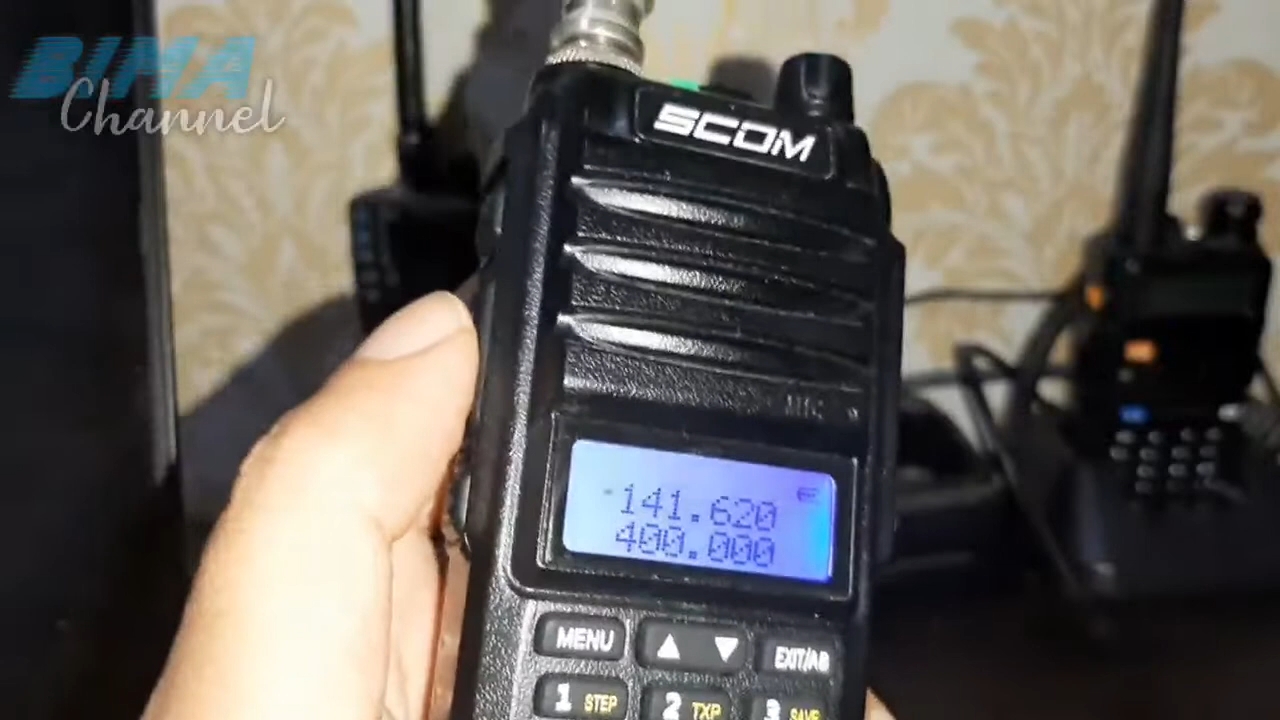 BIMA
Channel
SCOM
MIC
141.620
400.000
MENU
EXIT/AB
1 STEP
2 TXP
3 SAVE